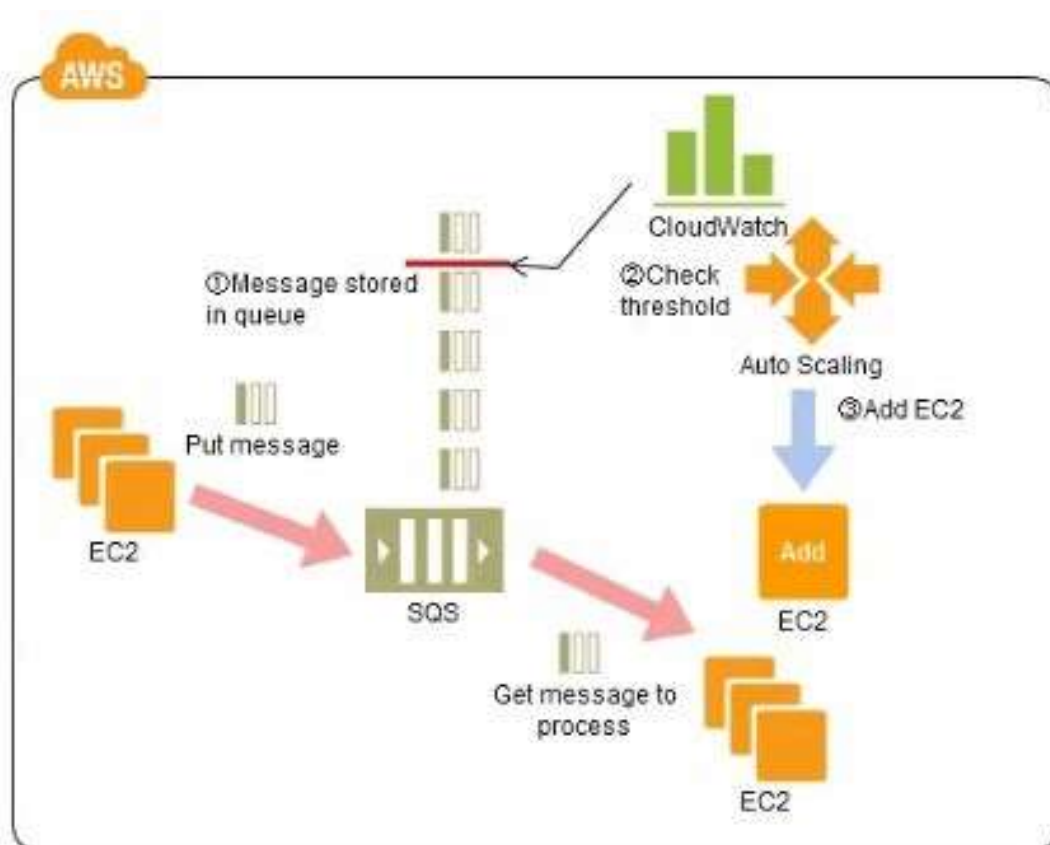 AWS
CloudWatch
①Message stored
in queue
②Check
threshold
Auto Scaling
③Add EC2
Put message
EC2
Add
EC2
SQS
Get message to
process
EC2